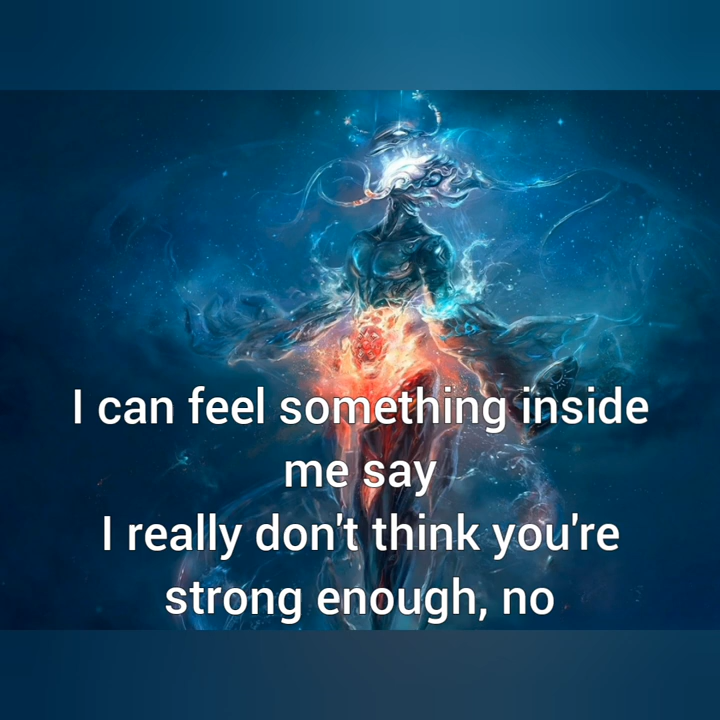 I can feel something inside
me say
I really don't think you're
strong enough, no